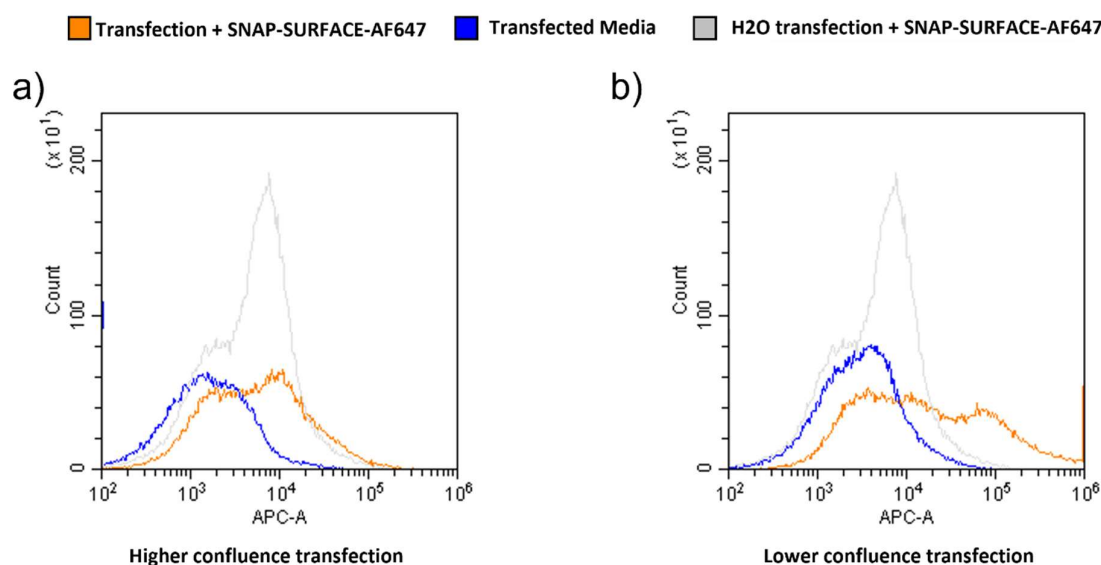 Transfection + SNAP-SURFACE-AF647 Transfected Media H2O transfection + SNAP-SURFACE-AF647
a) b)
(x 10¹) (x 10¹)
200 200
Count Count
100 100
0 0
10² 10³ 10⁴ 10⁵ 10⁶ 10² 10³ 10⁴ 10⁵ 10⁶
APC-A APC-A
Higher confluence transfection Lower confluence transfection